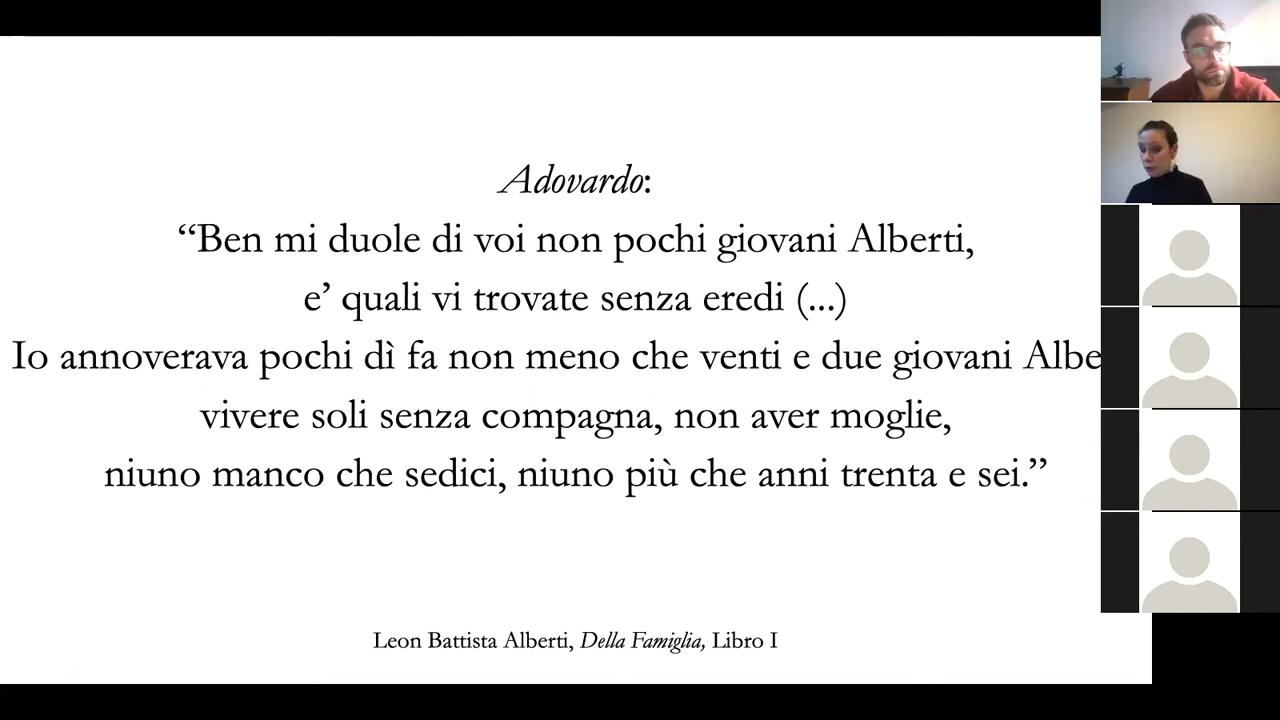 Adovardo:
“Ben mi duole di voi non pochi giovani Alberti,
e’ quali vi trovate senza eredi (...)
Io annoverava pochi dì fa non meno che venti e due giovani Albe
vivere soli senza compagna, non aver moglie,
niuno manco che sedici, niuno più che anni trenta e sei.”
Leon Battista Alberti, Della Famiglia, Libro I